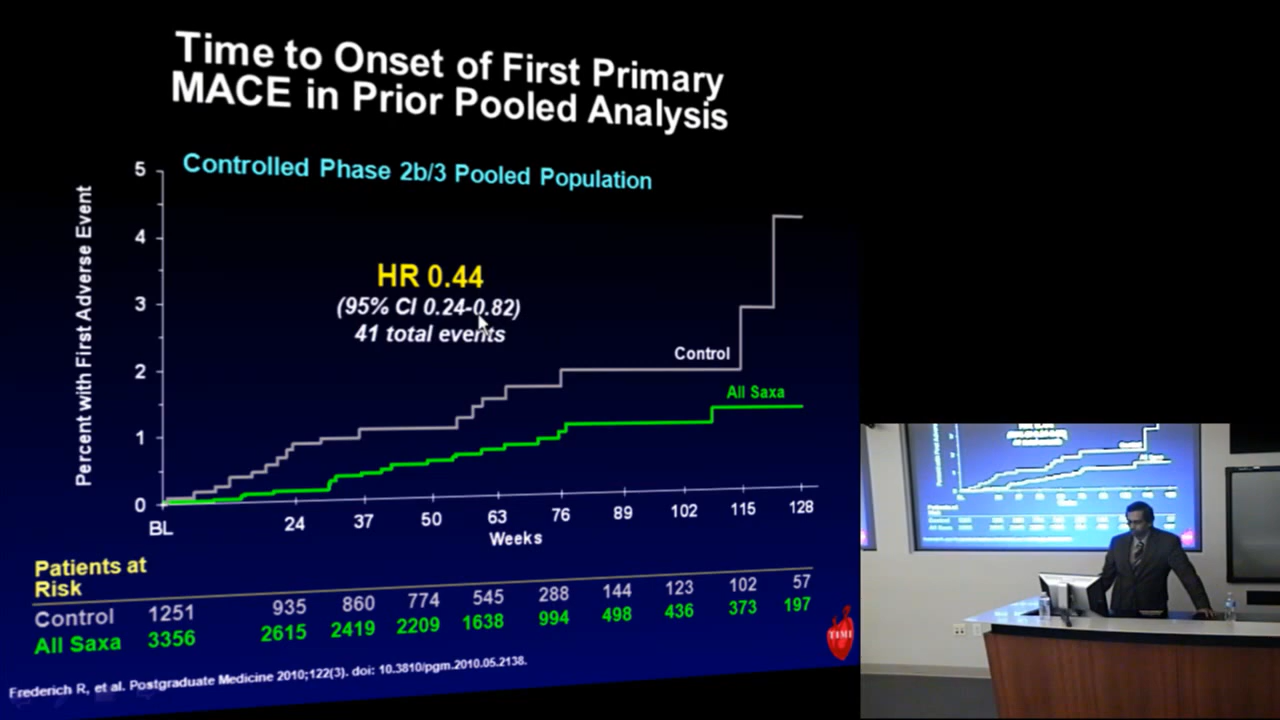 Time to Onset of First Primary
MACE in Prior Pooled Analysis
Controlled Phase 2b/3 Pooled Population
Percent with First Adverse Event
5
4
3
2
1
0
HR 0.44
(95% CI 0.24-0.82)
41 total events
Control
All Saxa
BL 24 37 50 63 76 89 102 115 128
Weeks
Patients at
Risk
Control 1251 935 860 774 545 288 144 123 102 57
All Saxa 3356 2615 2419 2209 1638 994 498 436 373 197
TIMI
Frederich R, et al. Postgraduate Medicine 2010;122(3). doi: 10.3810/pgm.2010.05.2138.